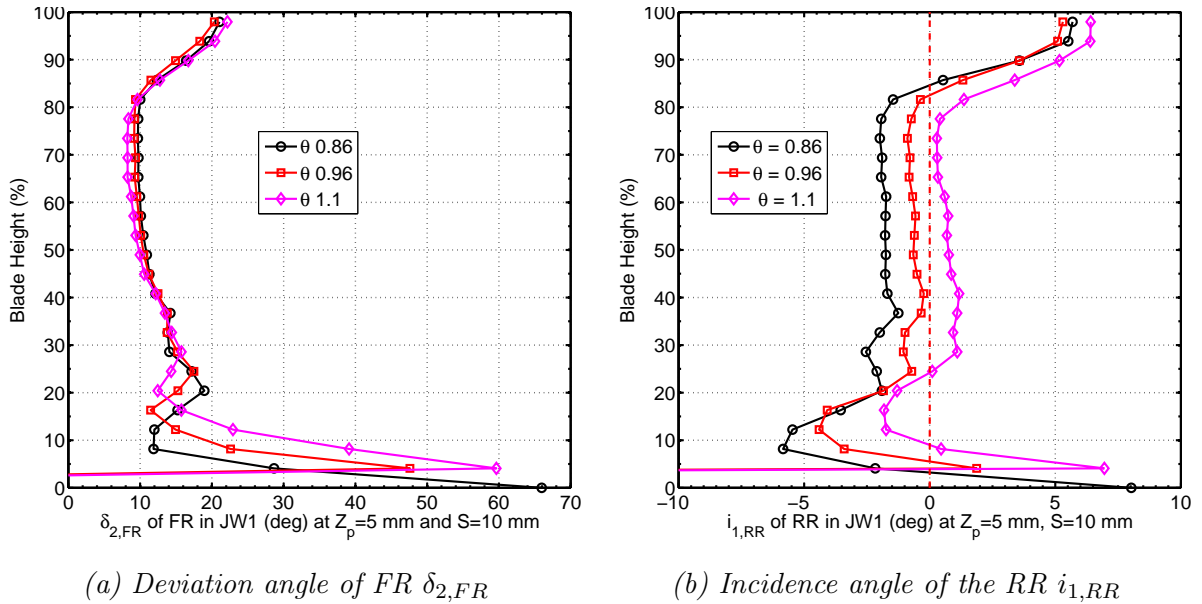 100
90
80
70
60
50
40
30
20
10
0
Blade Height (%)
θ 0.86
θ 0.96
θ 1.1
0 10 20 30 40 50 60 70
δ2,FR of FR in JW1 (deg) at Zp=5 mm and S=10 mm
(a) Deviation angle of FR δ2,FR
100
90
80
70
60
50
40
30
20
10
0
Blade Height (%)
θ = 0.86
θ = 0.96
θ = 1.1
−10 −5 0 5 10
i1,RR of RR in JW1 (deg) at Zp=5 mm, S=10 mm
(b) Incidence angle of the RR i1,RR